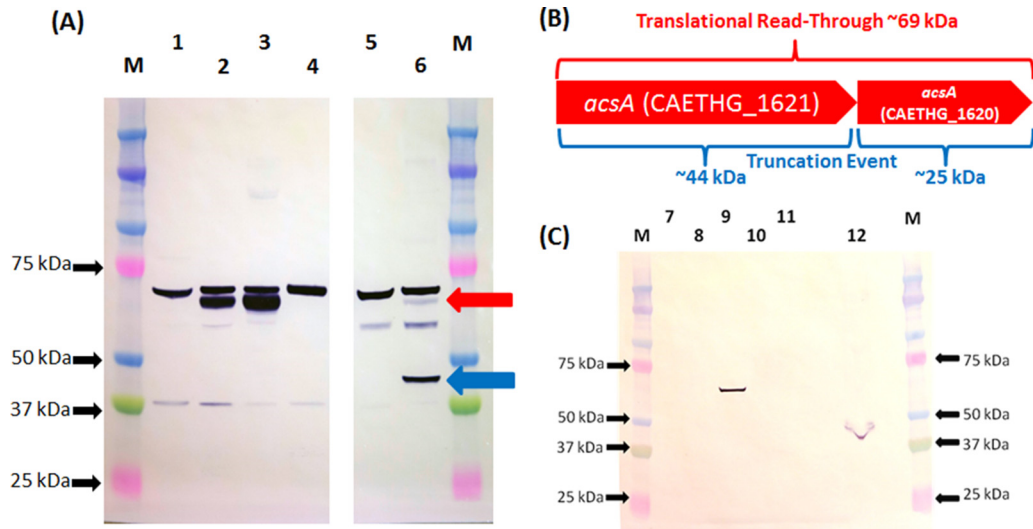 (A)
1
3
5
M
M
2
4
6
75 kDa
50 kDa
37 kDa
25 kDa
(B)
Translational Read-Through ~69 kDa
acsA (CAETHG_1621)
acsA
(CAETHG_1620)
Truncation Event
~44 kDa
~25 kDa
(C)
7
9
11
M
M
8
10
12
75 kDa
50 kDa
37 kDa
25 kDa
75 kDa
50 kDa
37 kDa
25 kDa